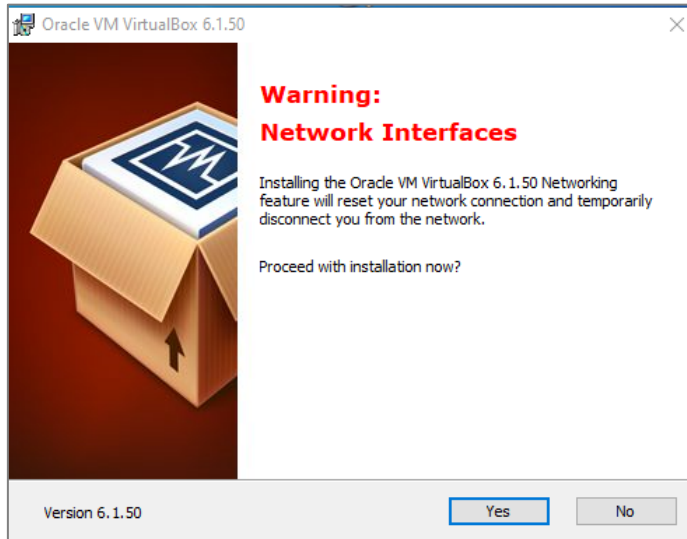 Oracle VM VirtualBox 6.1.50
Warning:
Network Interfaces
Installing the Oracle VM VirtualBox 6.1.50 Networking
feature will reset your network connection and temporarily
disconnect you from the network.
Proceed with installation now?
Version 6.1.50
Yes
No